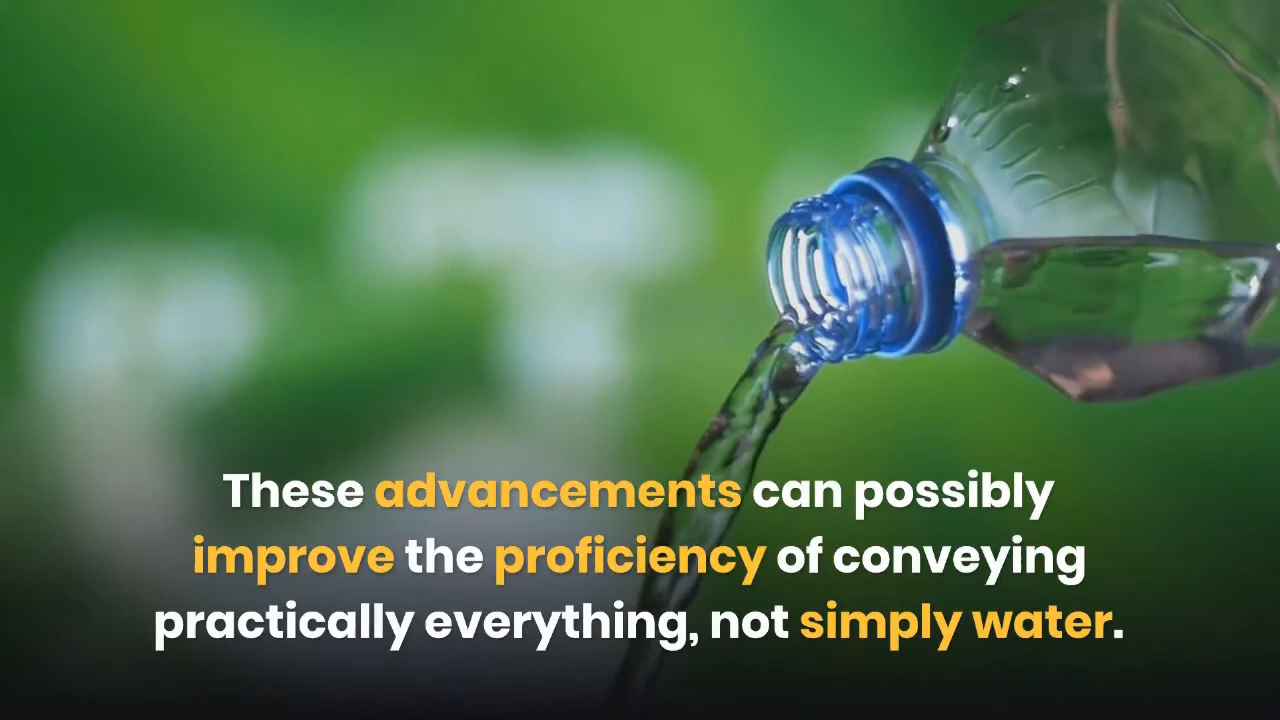 These advancements can possibly
improve the proficiency of conveying
practically everything, not simply water.